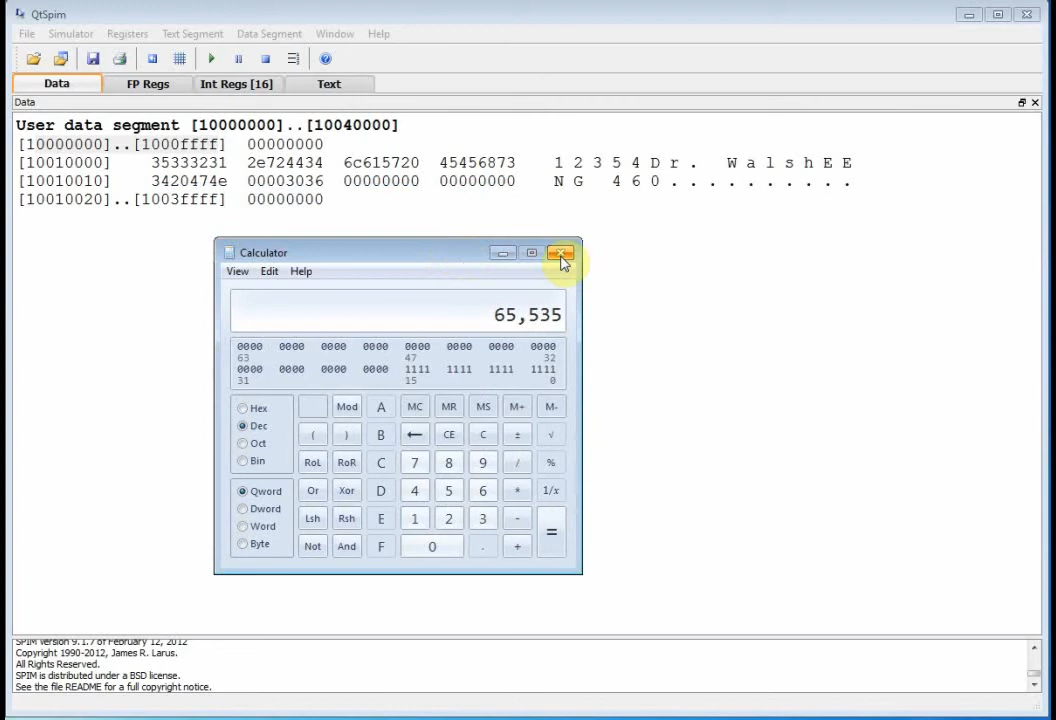 QtSpim
File Simulator Registers Text Segment Data Segment Window Help
Data FP Regs Int Regs [16] Text
Data
User data segment [10000000]..[10040000]
[10000000]..[1000ffff] 00000000
[10010000] 35333231 2e724434 6c615720 45456873 1 2 3 5 4 D r . W a l s h E E
[10010010] 3420474e 00003036 00000000 00000000 N G 4 6 0 . . . . . . . . . .
[10010020]..[1003ffff] 00000000
Calculator
View Edit Help
65,535
0000 0000 0000 0000 0000 0000 0000 0000
63 47 32
0000 0000 0000 0000 1111 1111 1111 1111
31 15 0
Hex Mod A MC MR MS M+ M-
Dec ( ) B ← CE C ± √
Oct
Bin RoL RoR C 7 8 9 / %
Qword Or Xor D 4 5 6 * 1/x
Dword
Word Lsh Rsh E 1 2 3 - =
Byte Not And F 0 . +
SPIM Version 9.1.7 of February 12, 2012
Copyright 1990-2012, James R. Larus.
All Rights Reserved.
SPIM is distributed under a BSD license.
See the file README for a full copyright notice.